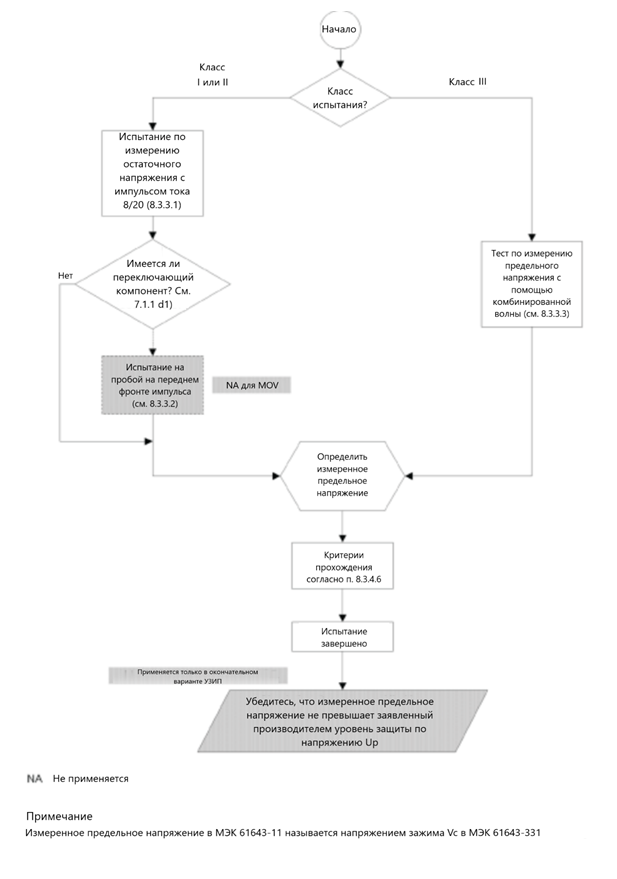 Начало
Класс
I или II
Класс
испытания?
Класс III
Испытание по
измерению
остаточного
напряжения с
импульсом тока
8/20 (8.3.3.1)
Имеется ли
переключающий
компонент? См.
7.1.1 d1)
Нет
Тест по измерению
предельного
напряжения с
помощью
комбинированной
волны (см. 8.3.3.3)
Испытание на
пробой на переднем
фронте импульса
(см. 8.3.3.2)
NA для MOV
Определить
измеренное
предельное
напряжение
Критерии
прохождения
согласно п. 8.3.4.6
Испытание
завершено
Применяется только в окончательном
варианте УЗИП
Убедитесь, что измеренное предельное
напряжение не превышает заявленный
производителем уровень защиты по
напряжению Up
NA Не применяется
Примечание
Измеренное предельное напряжение в МЭК 61643-11 называется напряжением зажима Vc в МЭК 61643-331